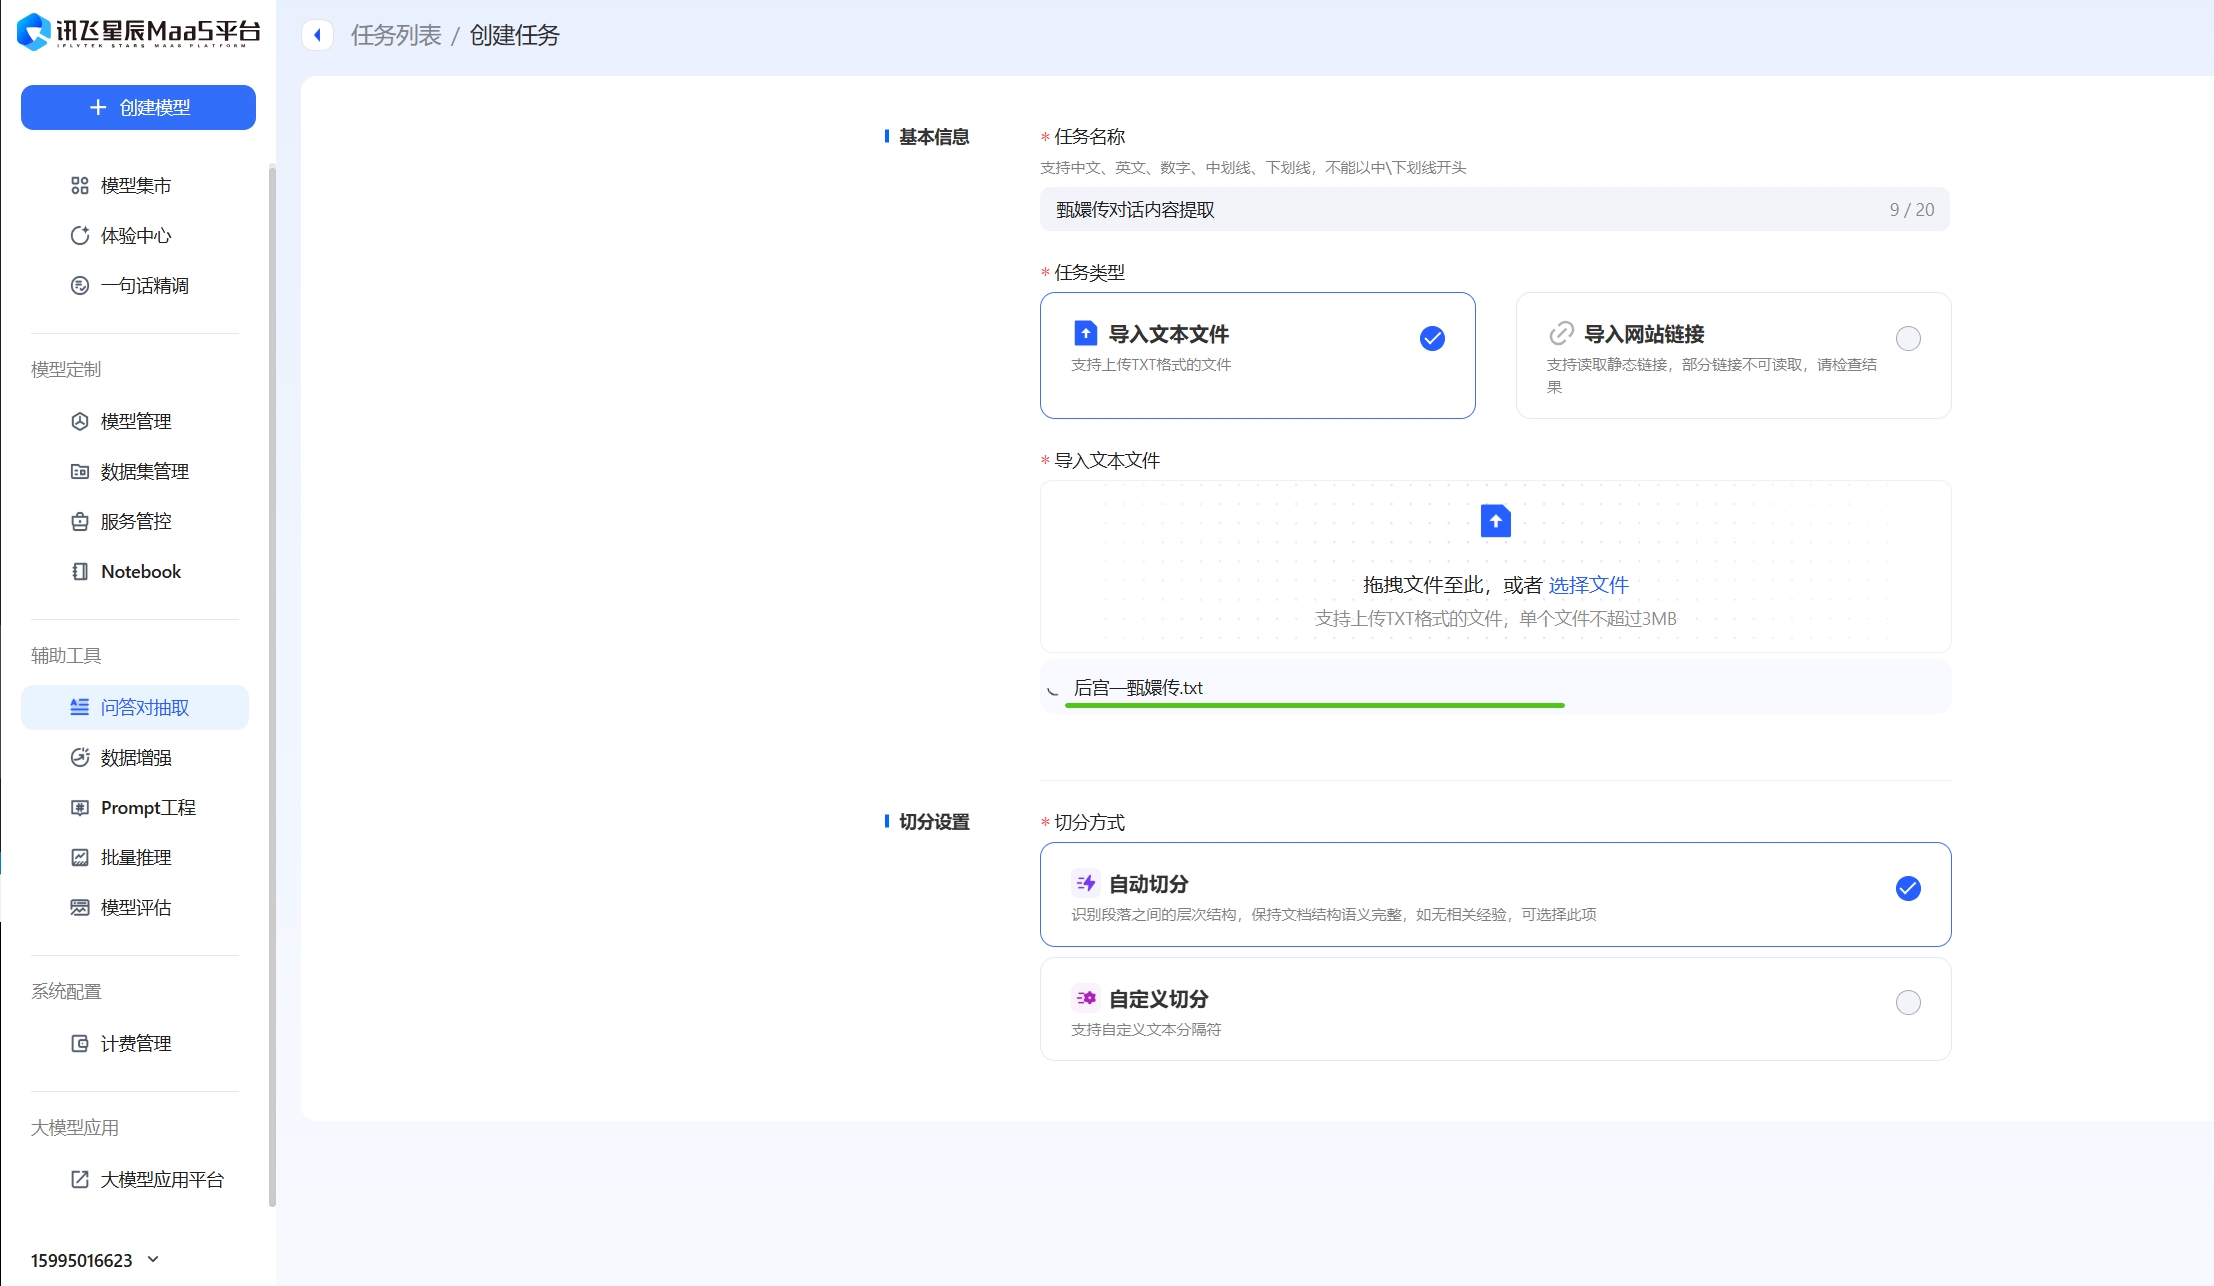 讯飞星辰MaaS平台
IFLYTEK STARS MAAS PLATFORM
创建模型
模型集市
体验中心
一句话精调
模型定制
模型管理
数据集管理
服务管控
Notebook
辅助工具
问答对抽取
数据增强
Prompt工程
批量推理
模型评估
系统配置
计费管理
大模型应用
大模型应用平台
15995016623
任务列表 / 创建任务
基本信息
* 任务名称
支持中文、英文、数字、中划线、下划线，不能以中\下划线开头
甄嬛传对话内容提取 9 / 20
* 任务类型
导入文本文件
支持上传TXT格式的文件
导入网站链接
支持读取静态链接，部分链接不可读取，请检查结
果
* 导入文本文件
拖拽文件至此，或者 选择文件
支持上传TXT格式的文件，单个文件不超过3MB
后宫—甄嬛传.txt
切分设置
* 切分方式
自动切分
识别段落之间的层次结构，保持文档结构语义完整，如无相关经验，可选择此项
自定义切分
支持自定义文本分隔符